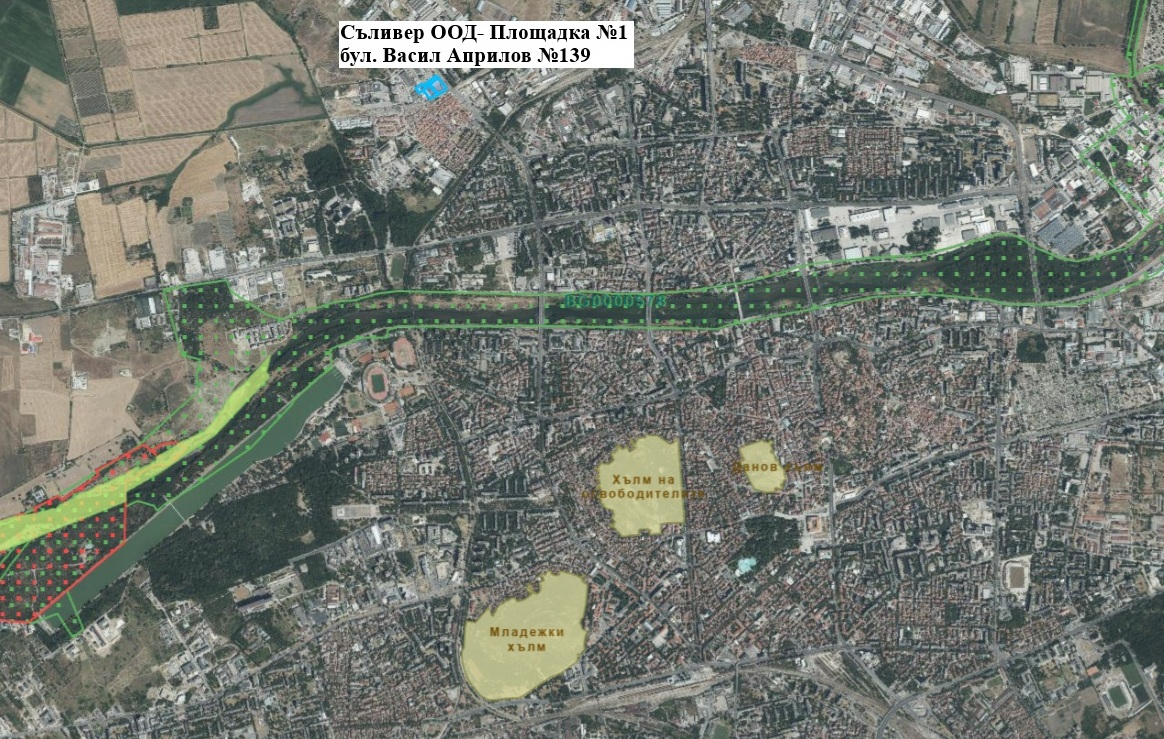 Съливер ООД- Площадка №1
бул. Васил Априлов №139
BG0000578
Хълм на
освободителите
Данов хълм
Младежки
хълм